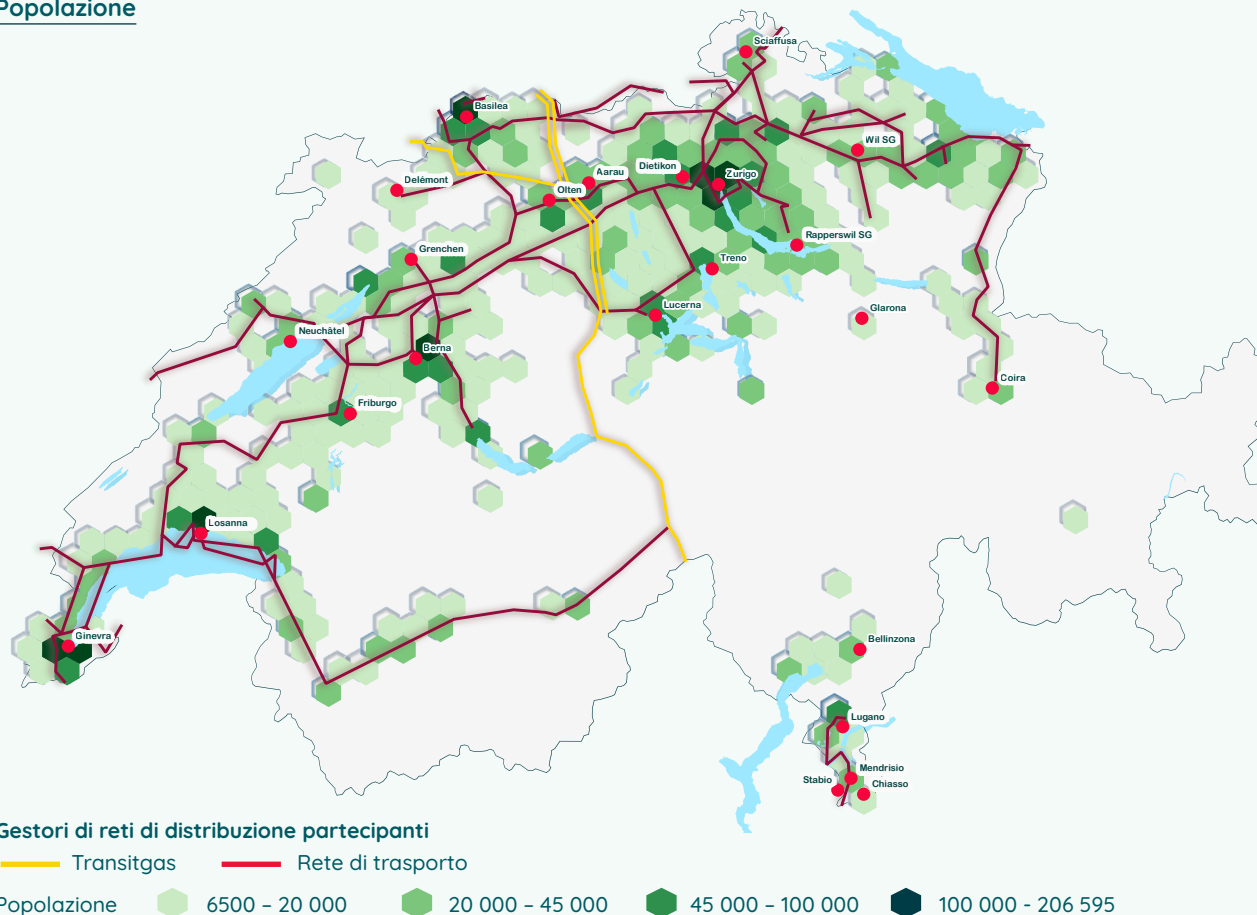 Popolazione
Sciaffusa
Basilea
Wil SG
Dietikon
Aarau
Zurigo
Delémont
Olten
Rapperswil SG
Grenchen
Treno
Lucerna
Glarona
Neuchâtel
Berna
Coira
Friburgo
Losanna
Ginevra
Bellinzona
Lugano
Mendrisio
Stabio
Chiasso
Gestori di reti di distribuzione partecipanti
Transitgas Rete di trasporto
Popolazione 6500 – 20 000 20 000 – 45 000 45 000 – 100 000 100 000 - 206 595